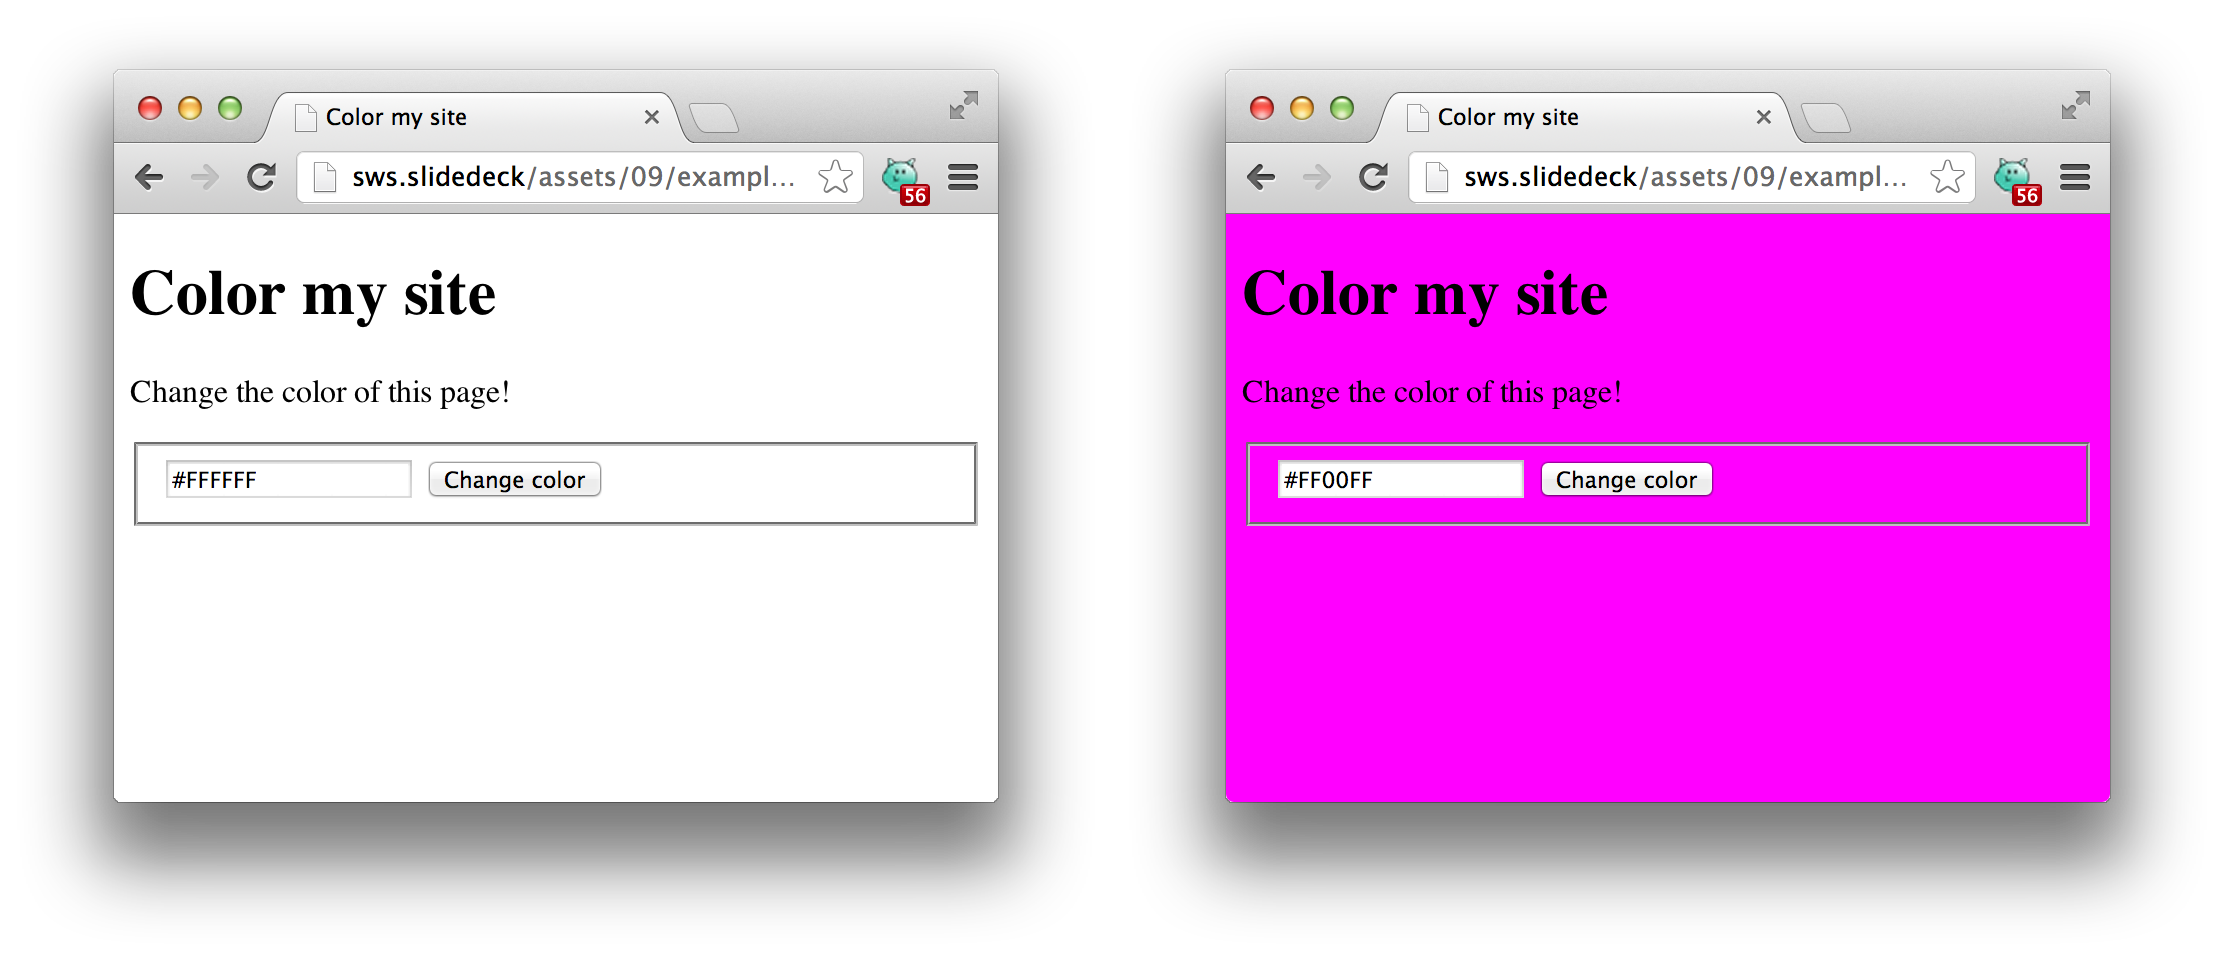 Color my site
sws.slidedeck/assets/09/exampl...
56
Color my site
Change the color of this page!
#FFFFFF
Change color
Color my site
sws.slidedeck/assets/09/exampl...
56
Color my site
Change the color of this page!
#FF00FF
Change color